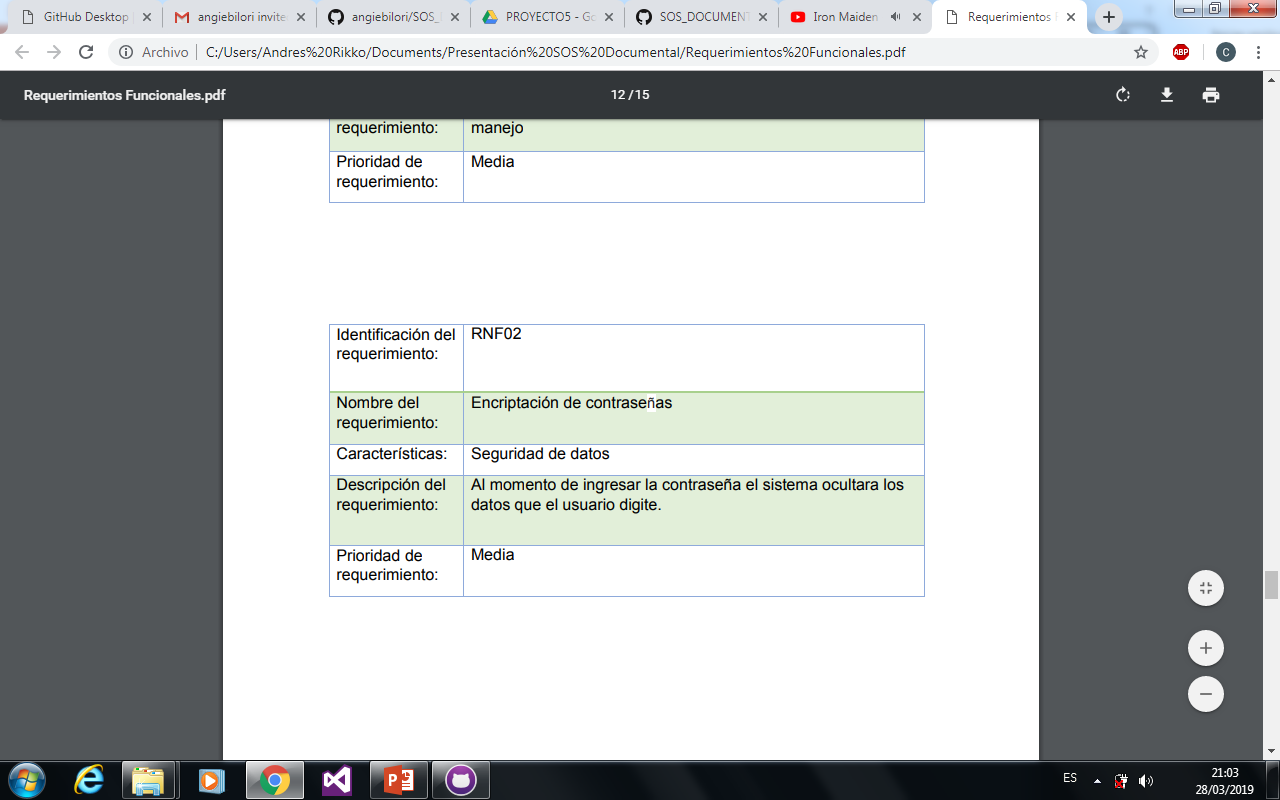 GitHub Desktop
angiebilori invite
angiebilori/SOS_
PROYECTO5 - Go
SOS_DOCUMENT
Iron Maiden
Requerimientos
Archivo
C:/Users/Andres%20Rikko/Documents/Presentación%20SOS%20Documental/Requerimientos%20Funcionales.pdf
ABP
C
Requerimientos Funcionales.pdf
12 / 15
requerimiento:
manejo
Prioridad de
requerimiento:
Media
Identificación del
requerimiento:
RNF02
Nombre del
requerimiento:
Encriptación de contraseñas
Características:
Seguridad de datos
Descripción del
requerimiento:
Al momento de ingresar la contraseña el sistema ocultara los
datos que el usuario digite.
Prioridad de
requerimiento:
Media
ES
21:03
28/03/2019